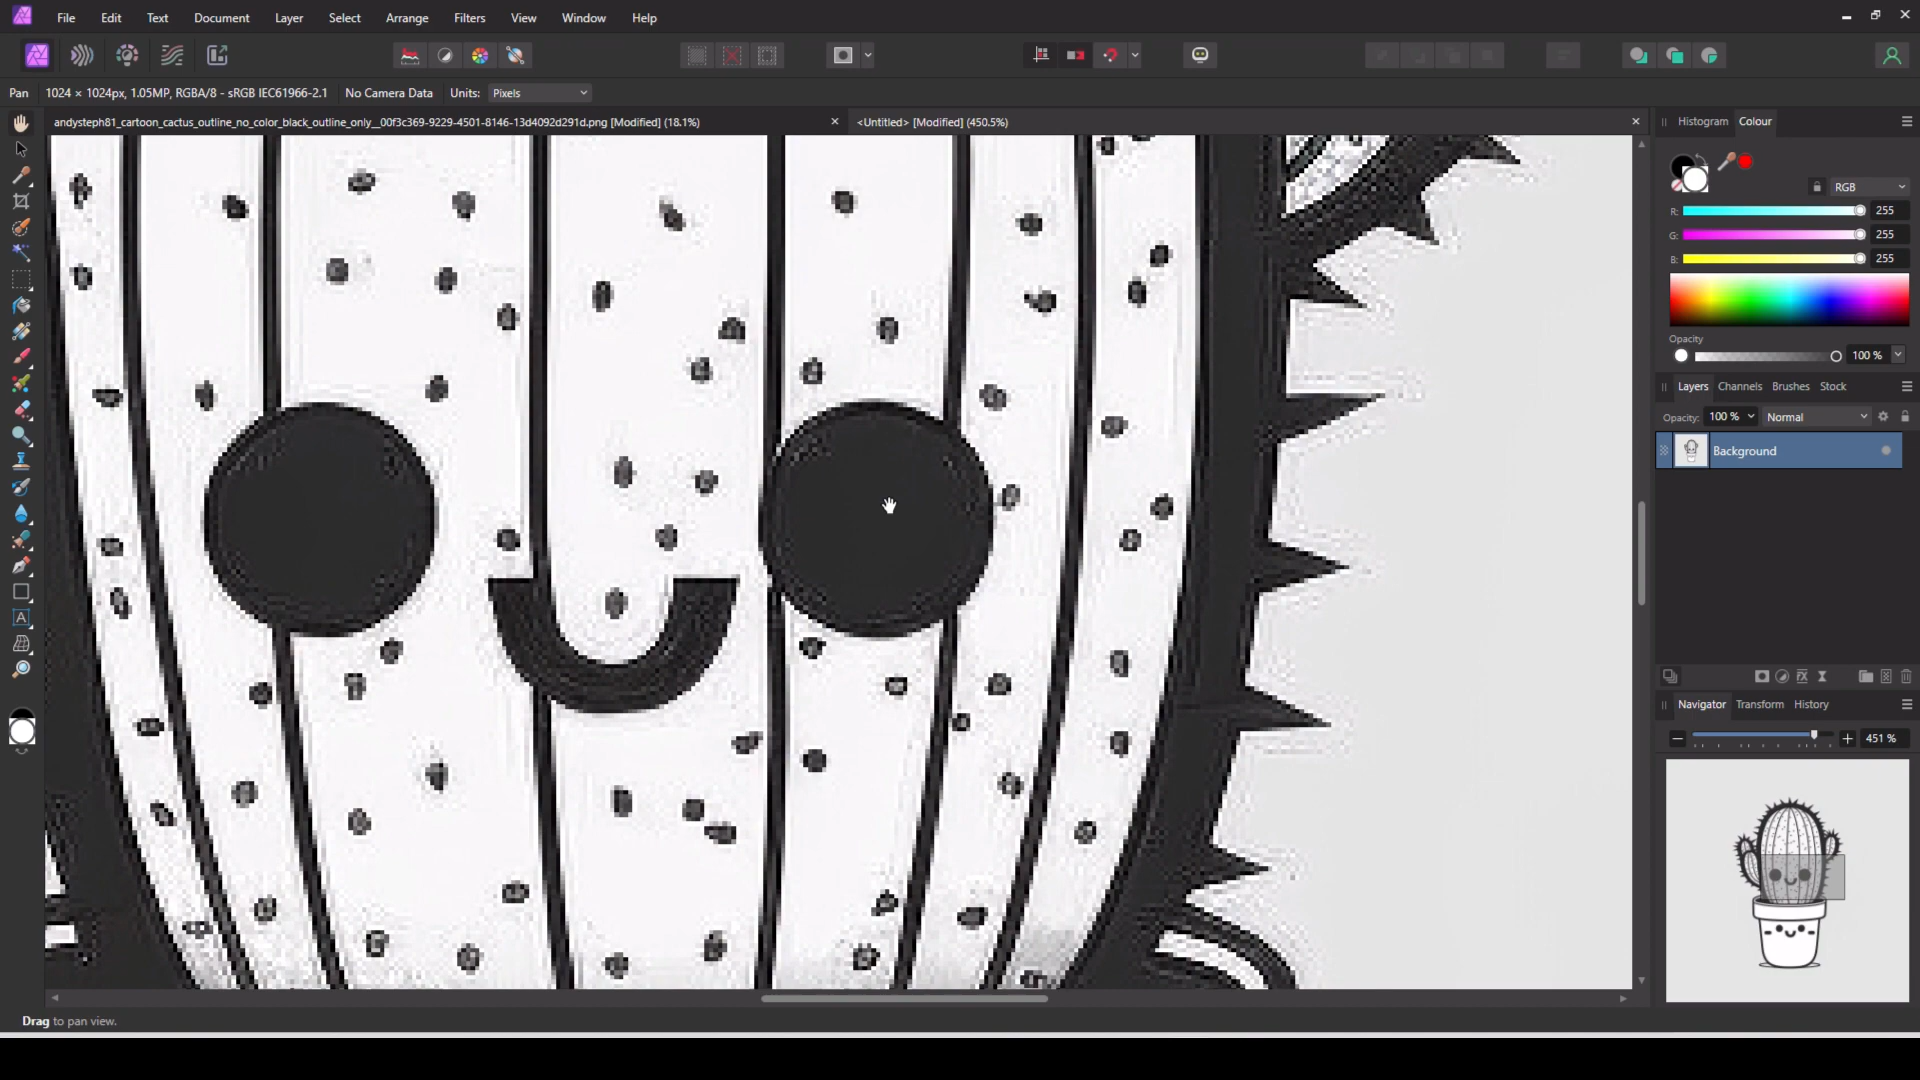 File Edit Text Document Layer Select Arrange Filters View Window Help
Pan 1024 × 1024px, 1.05MP, RGBA/8 - sRGB IEC61966-2.1 No Camera Data Units: Pixels
andysteph81_cartoon_cactus_outline_no_color_black_outline_only__00f3c369-9229-4501-8146-13d4092d291d.png [Modified] (18.1%) <Untitled> [Modified] (450.5%)
Histogram Colour
RGB
R: 255
G: 255
B: 255
Opacity
100 %
Layers Channels Brushes Stock
Opacity: 100 % Normal
Background
Navigator Transform History
451 %
Drag to pan view.